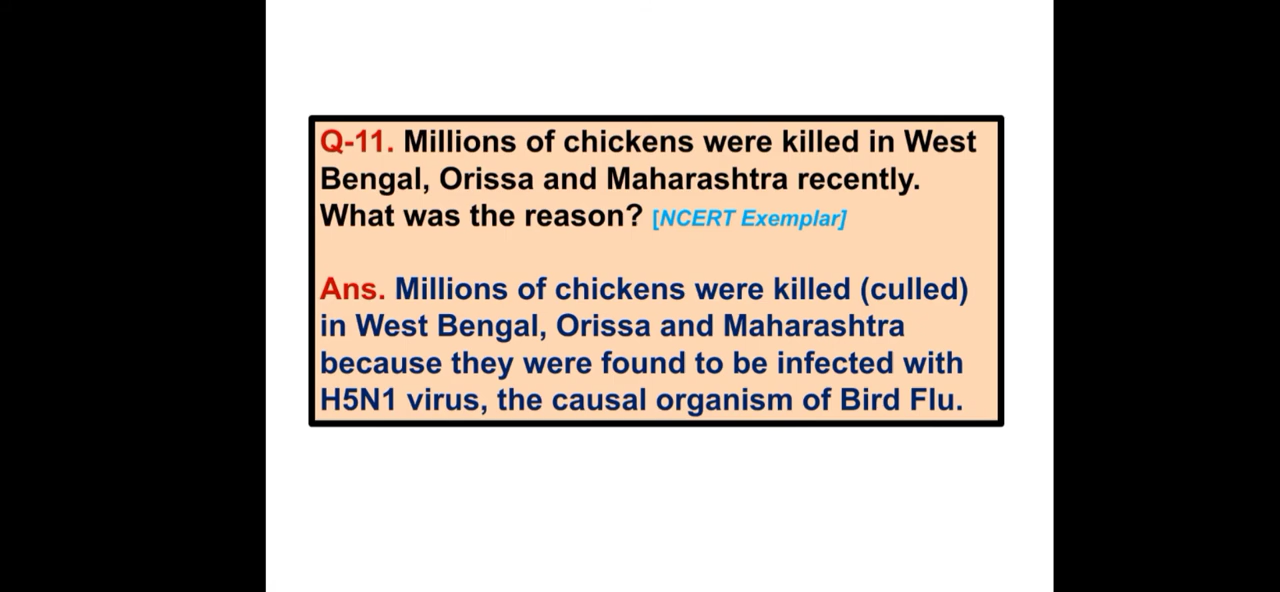 Q-11. Millions of chickens were killed in West
Bengal, Orissa and Maharashtra recently.
What was the reason? [NCERT Exemplar]
Ans. Millions of chickens were killed (culled)
in West Bengal, Orissa and Maharashtra
because they were found to be infected with
H5N1 virus, the causal organism of Bird Flu.